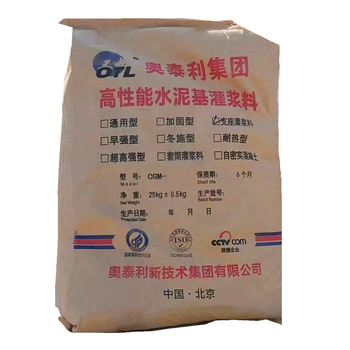 OTL 奥泰利集团
高性能水泥基灌浆料
通用型 加固型 支座灌浆料
早强型 冬施型 耐热型
超高强型 套筒灌浆料 自密实混凝土
型号: CGM- 保质期: 6个月
Model Shelf life
净重量: 25kg±0.5kg 生产批号:
Net Weight Batch Number
生产日期: 年 月 日
Production Date
ISO CCTV com
奥泰利新技术集团有限公司
中国·北京